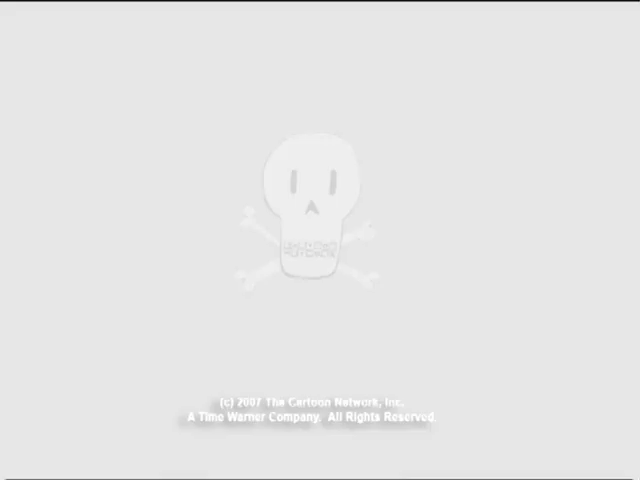 (c) 2007 The Cartoon Network, Inc.
A Time Warner Company. All Rights Reserved.